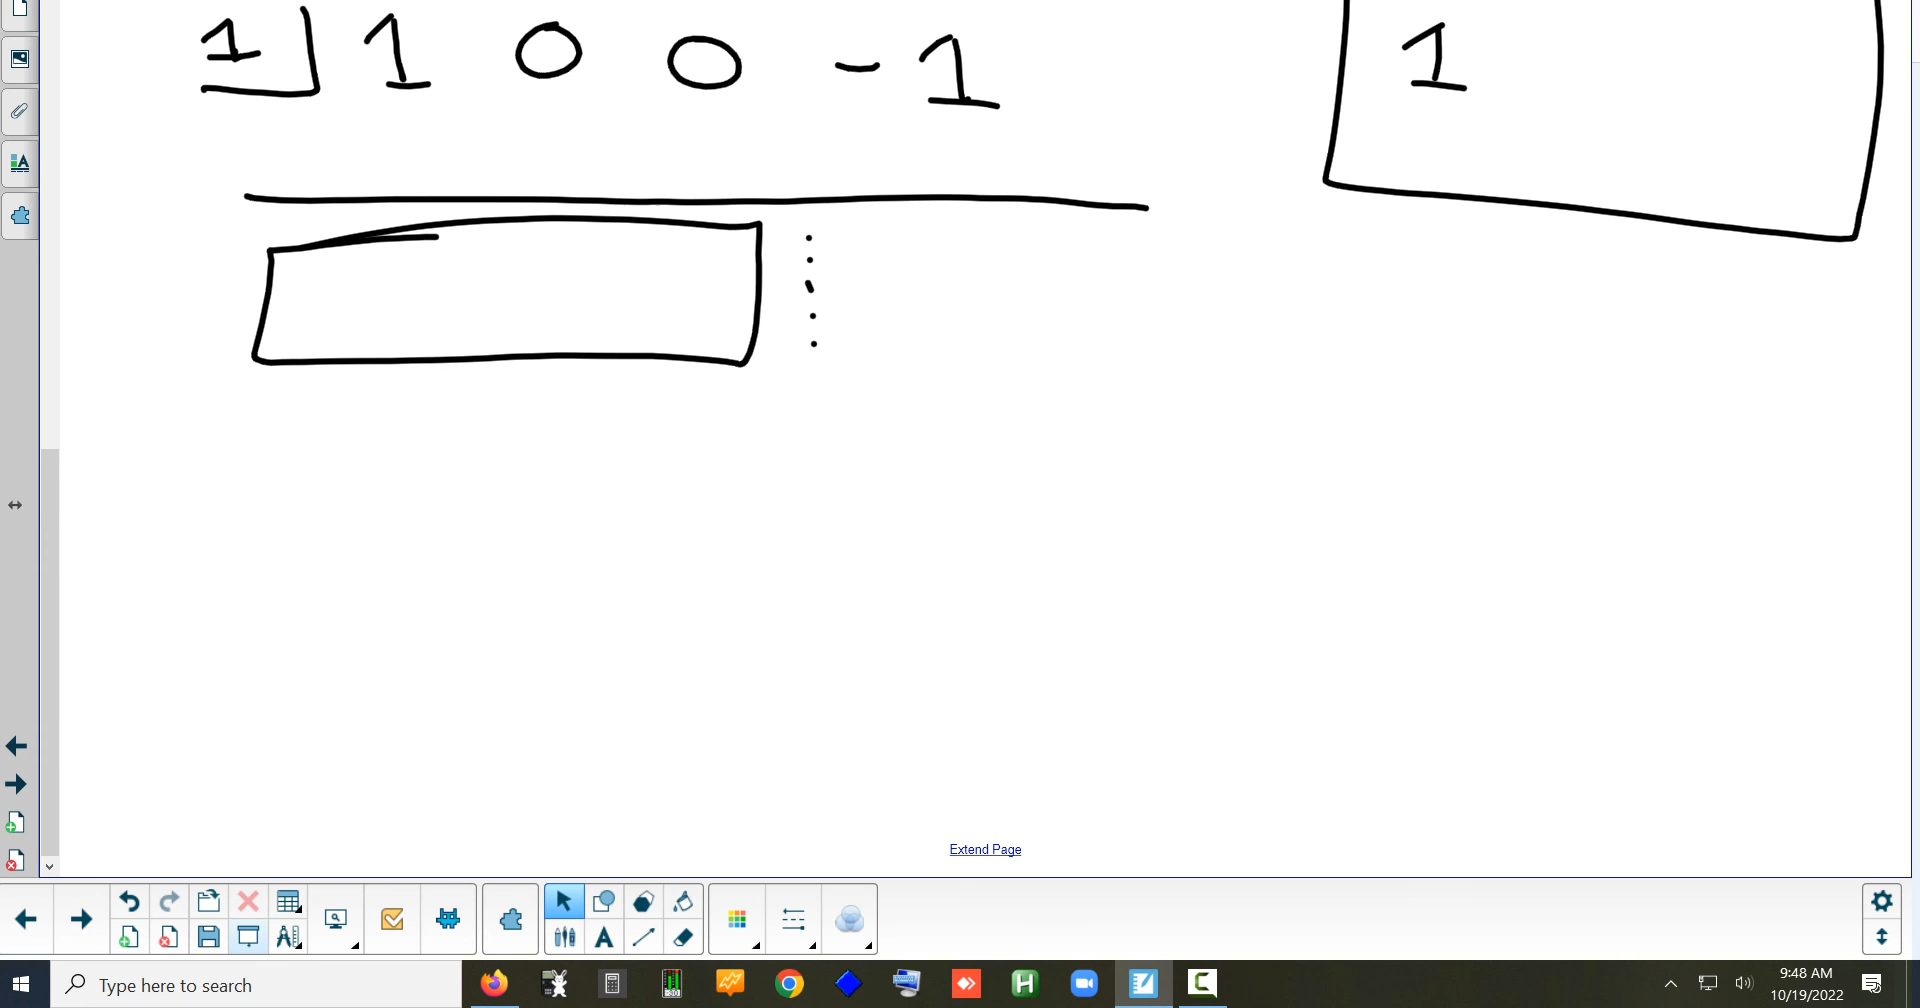 1 1 0 0 -1
1
Extend Page
Type here to search
9:48 AM
10/19/2022